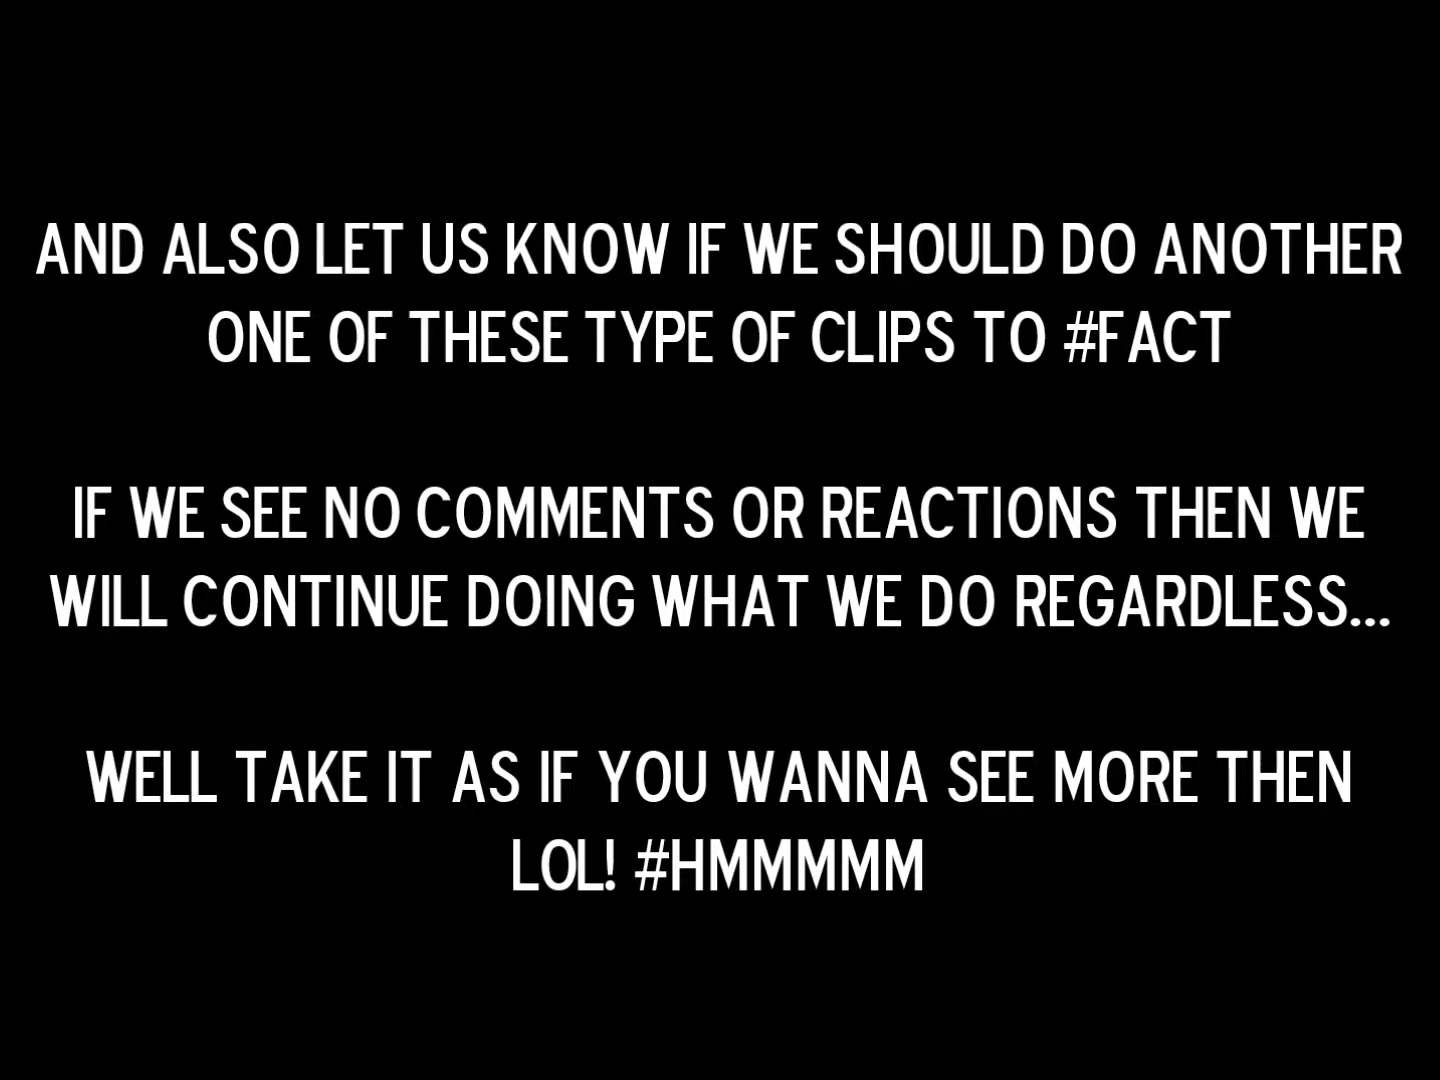 AND ALSO LET US KNOW IF WE SHOULD DO ANOTHER
ONE OF THESE TYPE OF CLIPS TO #FACT
IF WE SEE NO COMMENTS OR REACTIONS THEN WE
WILL CONTINUE DOING WHAT WE DO REGARDLESS...
WELL TAKE IT AS IF YOU WANNA SEE MORE THEN
LOL! #HMMMMM